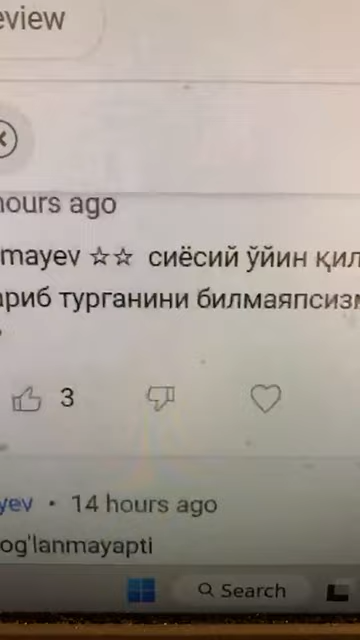 eview
hours ago
mayev ☆☆ сиёсий ўйин қил
ариб турганини билмаяпсизм
3
yev • 14 hours ago
og'lanmayapti
Search